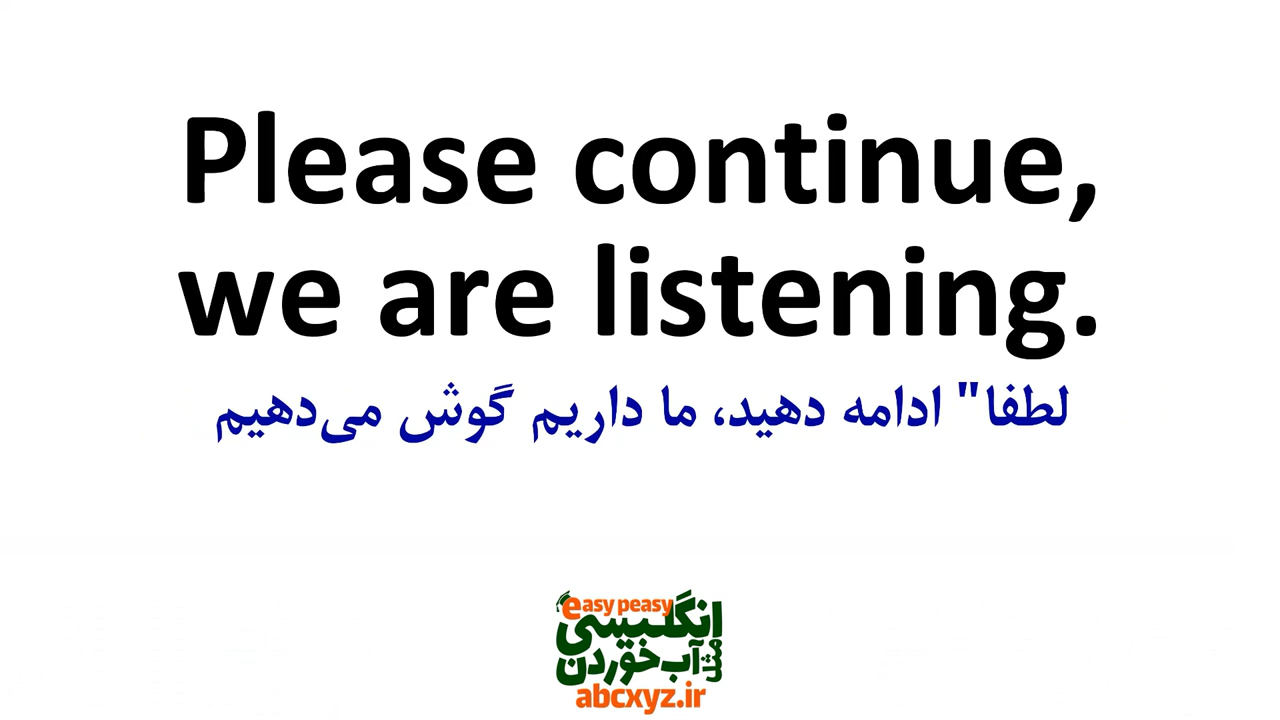 Please continue,
we are listening.
لطفا" ادامه دهید، ما داریم گوش می‌دهیم
easy peasy
انگلیسی
مثل آب خوردن
abcxyz.ir